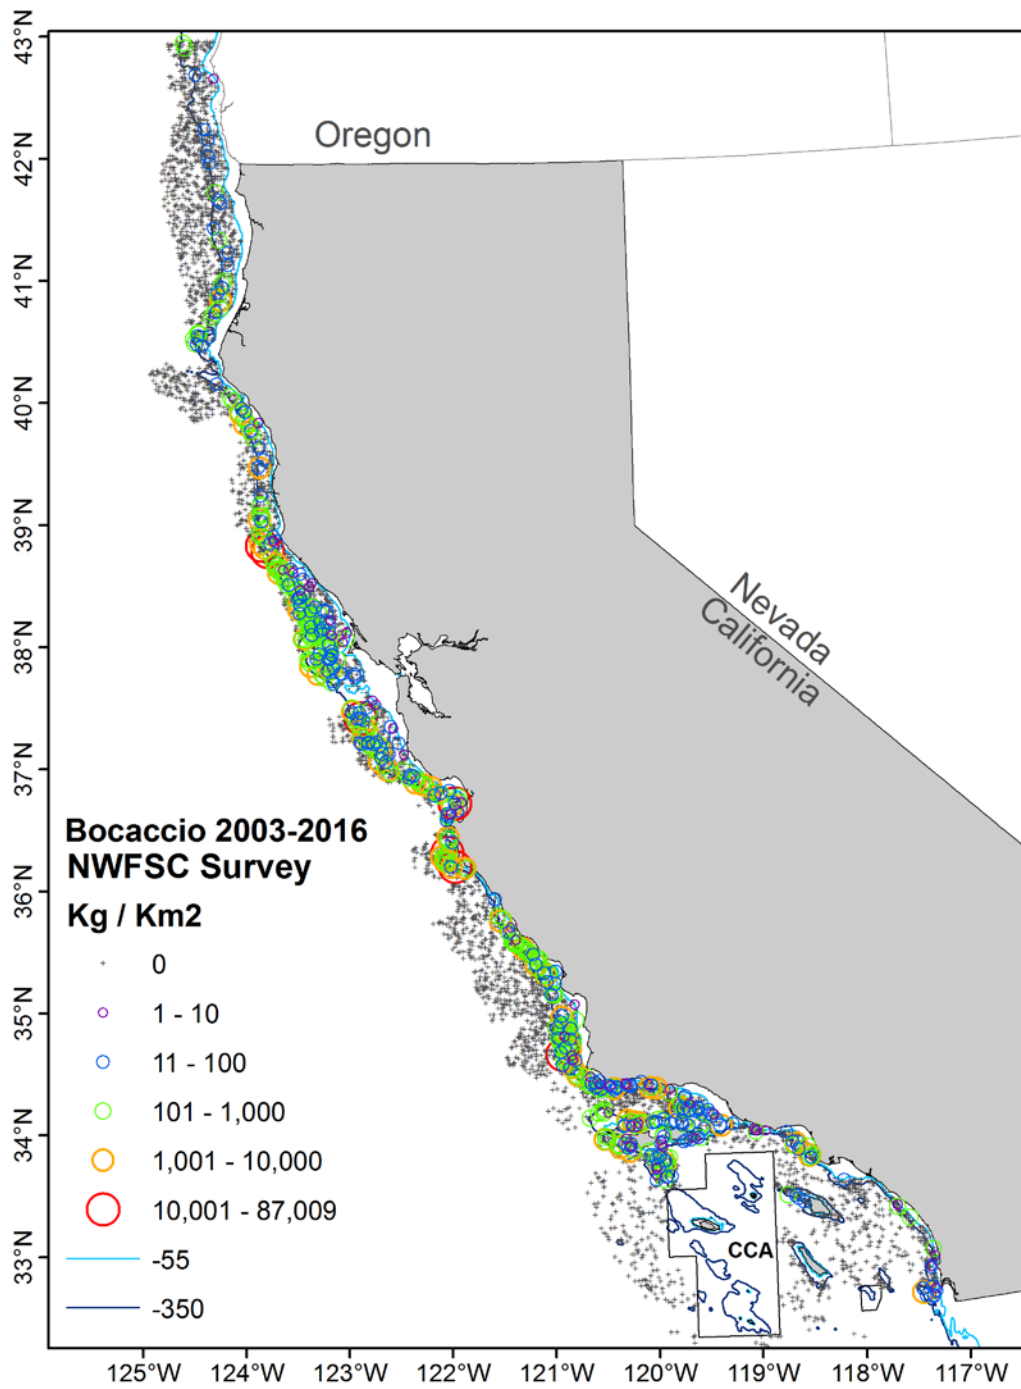 43°N
42°N
41°N
40°N
39°N
38°N
37°N
36°N
35°N
34°N
33°N
Oregon
Nevada
California
Bocaccio 2003-2016
NWFSC Survey
Kg / Km2
0
1 - 10
11 - 100
101 - 1,000
1,001 - 10,000
10,001 - 87,009
-55
-350
CCA
125°W 124°W 123°W 122°W 121°W 120°W 119°W 118°W 117°W